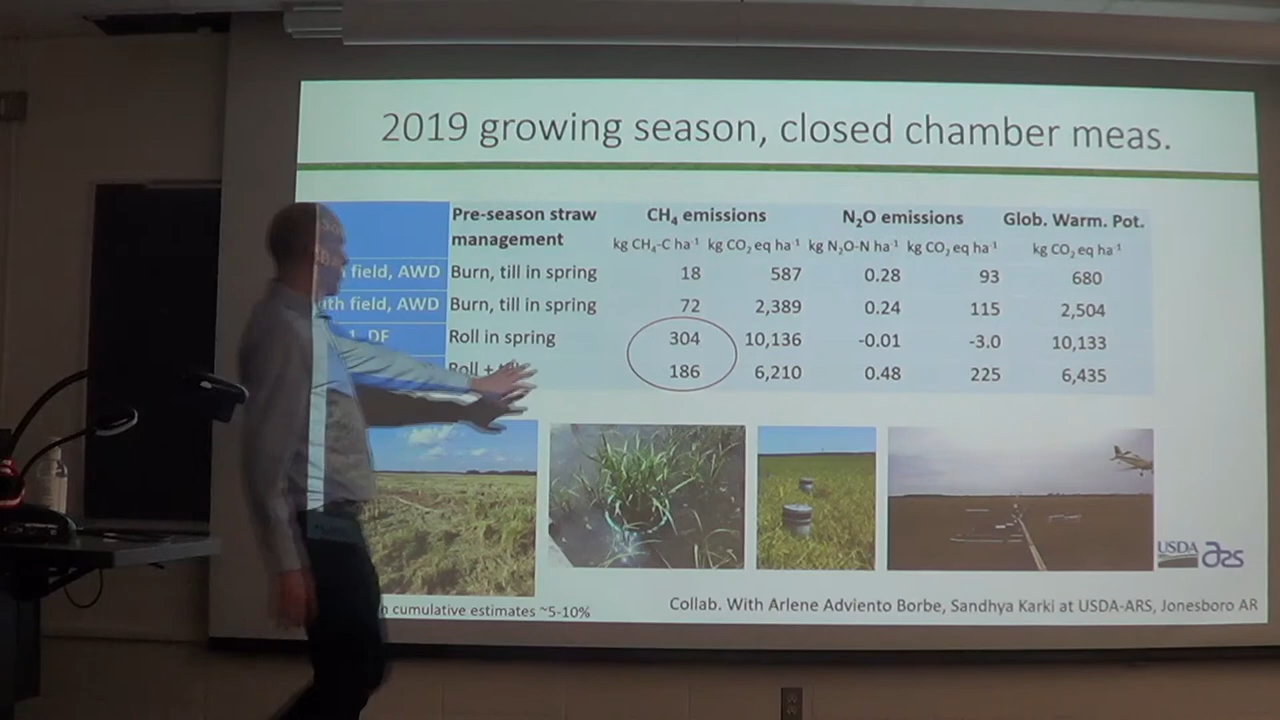 2019 growing season, closed chamber meas.
Pre-season straw management CH₄ emissions N₂O emissions Glob. Warm. Pot.
kg CH₄-C ha⁻¹ kg CO₂ eq ha⁻¹ kg N₂O-N ha⁻¹ kg CO₂ eq ha⁻¹ kg CO₂ eq ha⁻¹
field, AWD Burn, till in spring 18 587 0.28 93 680
field, AWD Burn, till in spring 72 2,389 0.24 115 2,504
1, DF Roll in spring 304 10,136 -0.01 -3.0 10,133
Roll + 186 6,210 0.48 225 6,435
USDA ars
cumulative estimates ~5-10%
Collab. With Arlene Adviento Borbe, Sandhya Karki at USDA-ARS, Jonesboro AR